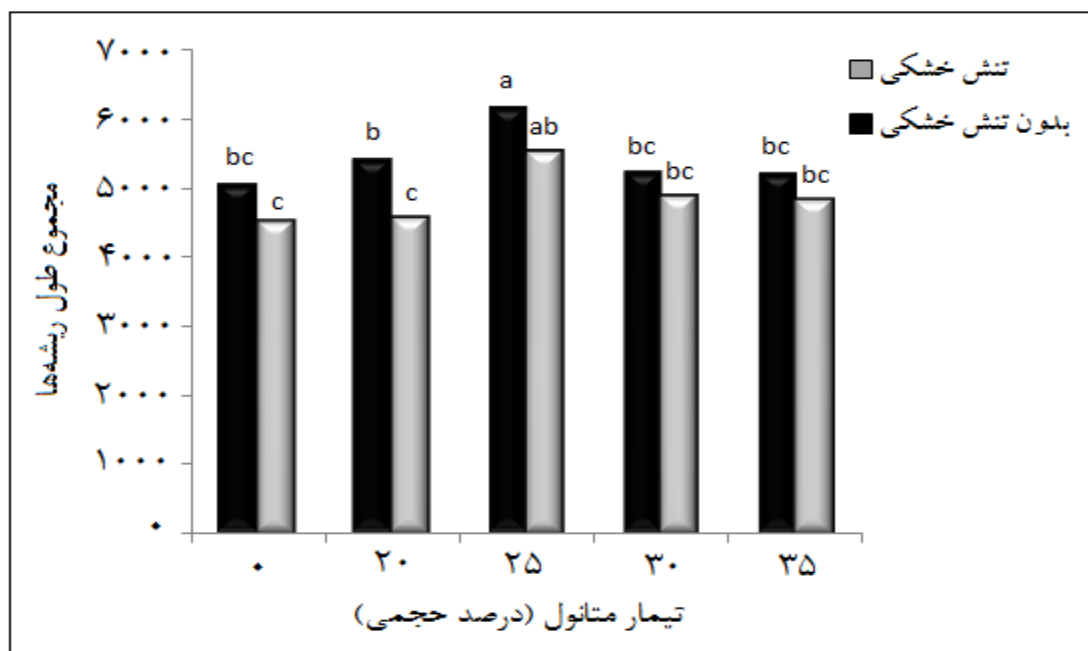 تنش خشکی
بدون تنش خشکی
مجموع طول ریشه‌ها
۷۰۰۰
۶۰۰۰
۵۰۰۰
۴۰۰۰
۳۰۰۰
۲۰۰۰
۱۰۰۰
۰
bc c b c a ab bc bc bc bc
۰ ۲۰ ۲۵ ۳۰ ۳۵
تیمار متانول (درصد حجمی)